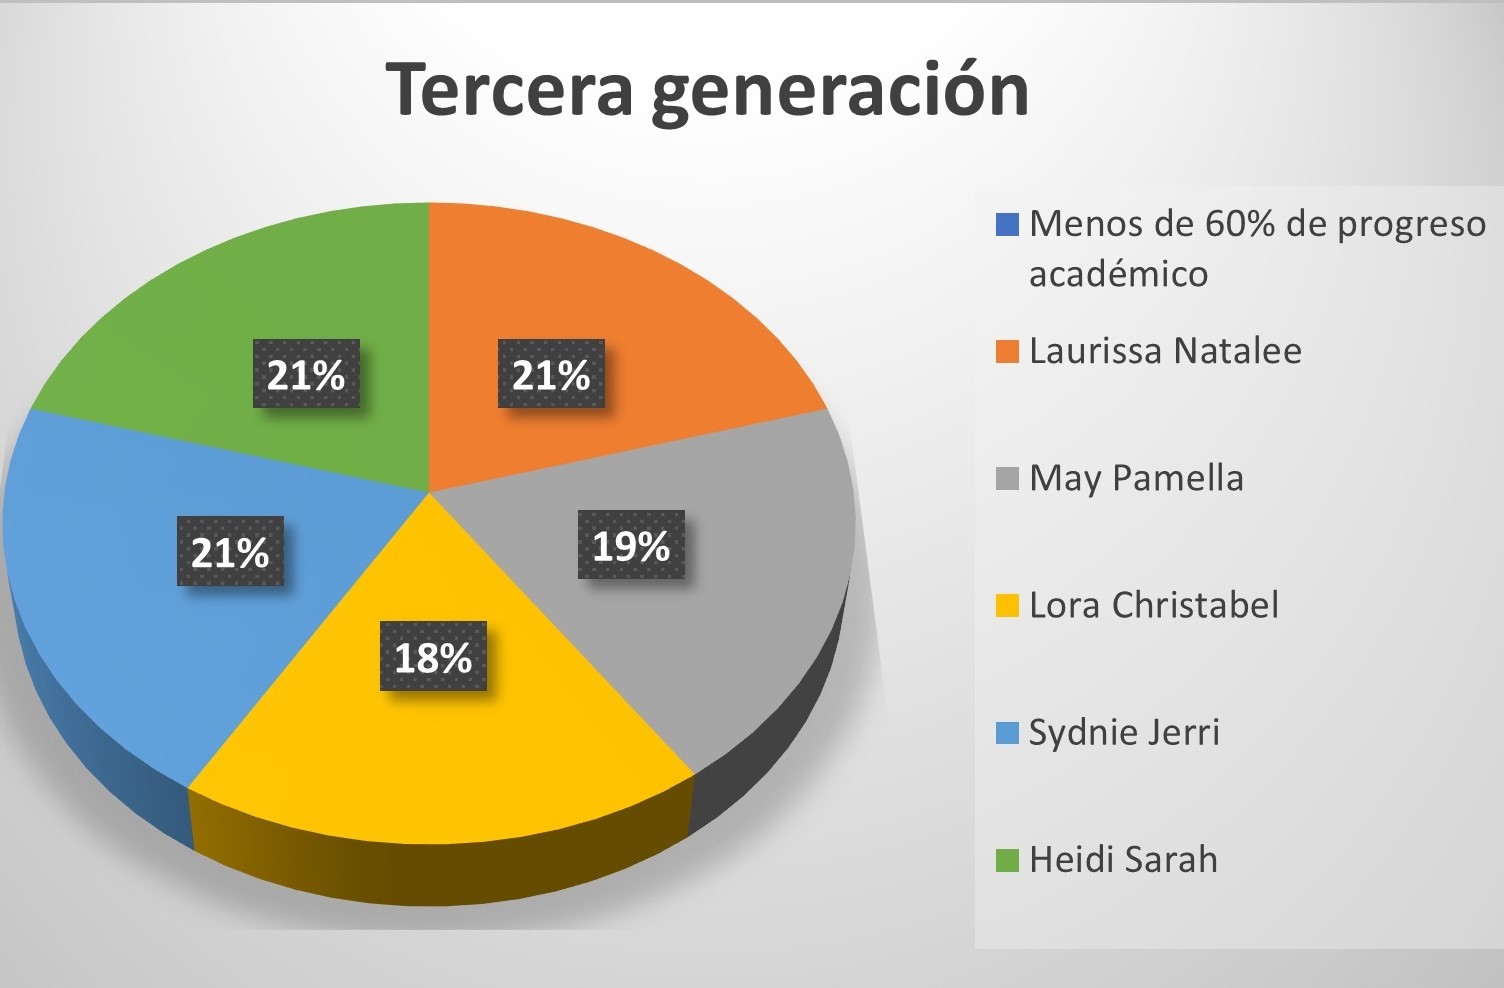 Tercera generación
21%
21%
19%
21%
18%
Menos de 60% de progreso
académico
Laurissa Natalee
May Pamella
Lora Christabel
Sydnie Jerri
Heidi Sarah